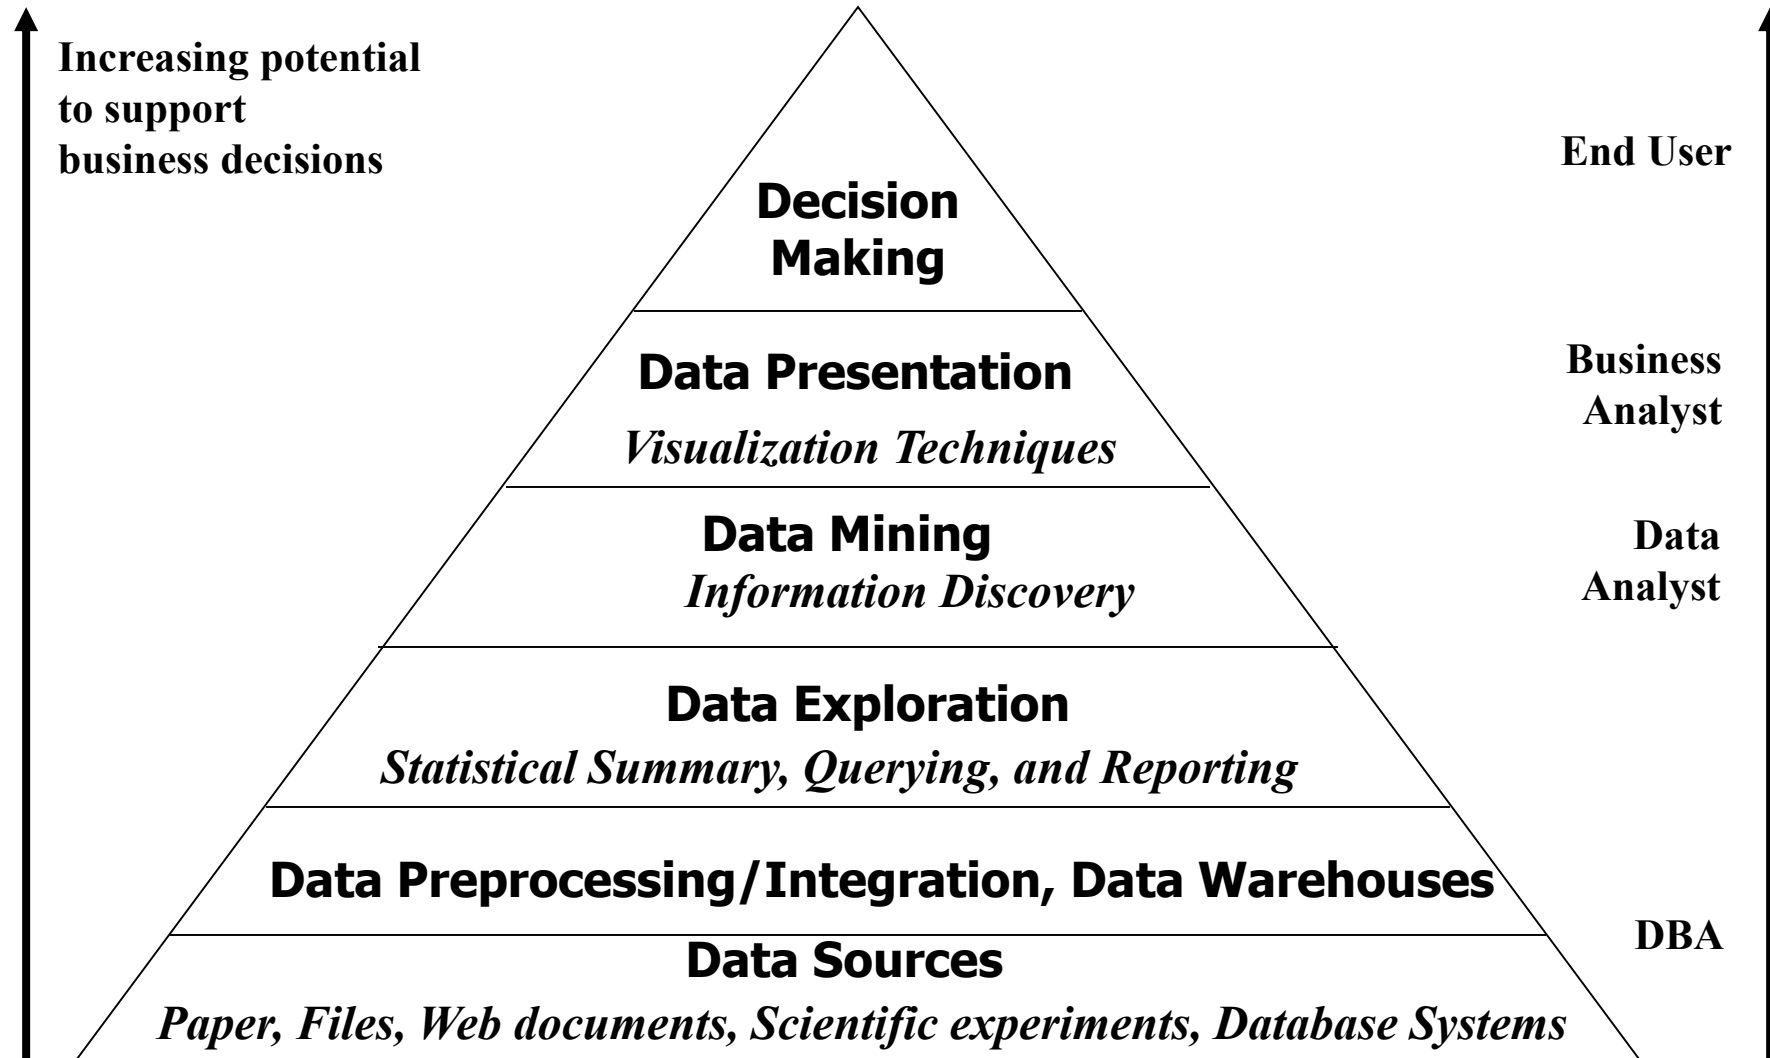 Increasing potential
to support
business decisions
End User
Decision
Making
Data Presentation
Visualization Techniques
Business
Analyst
Data Mining
Information Discovery
Data
Analyst
Data Exploration
Statistical Summary, Querying, and Reporting
Data Preprocessing/Integration, Data Warehouses
DBA
Data Sources
Paper, Files, Web documents, Scientific experiments, Database Systems